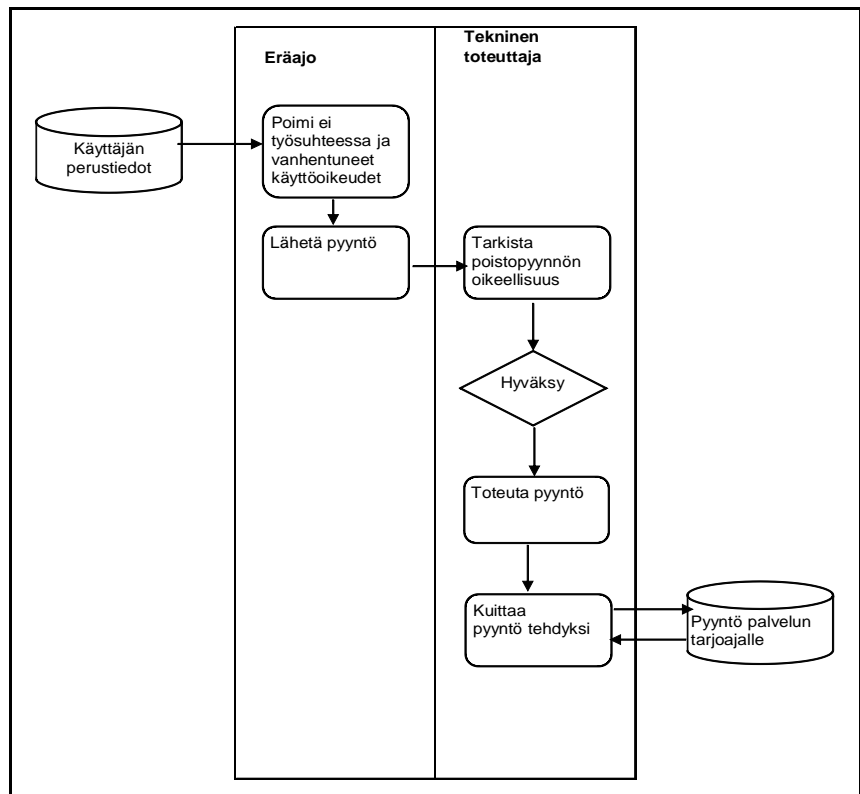 Eräajo
Tekninen
toteuttaja
Käyttäjän
perustiedot
Poimi ei
työsuhteessa ja
vanhentuneet
käyttöoikeudet
Lähetä pyyntö
Tarkista
poistopyynnön
oikeellisuus
Hyväksy
Toteuta pyyntö
Kuittaa
pyyntö tehdyksi
Pyyntö palvelun
tarjoajalle